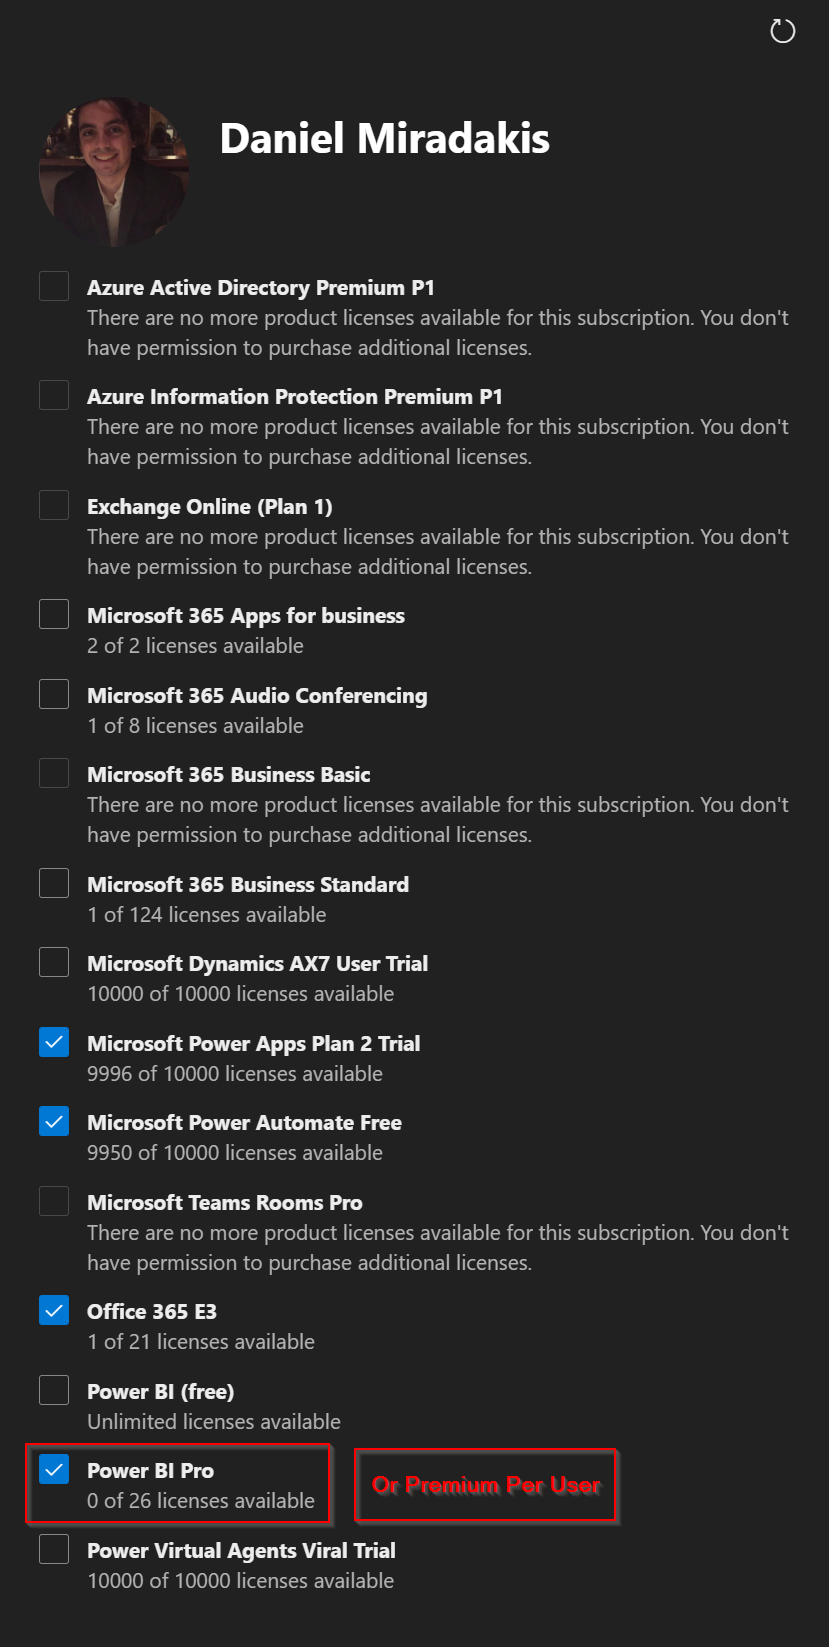 Daniel Miradakis
Azure Active Directory Premium P1
There are no more product licenses available for this subscription. You don't
have permission to purchase additional licenses.
Azure Information Protection Premium P1
There are no more product licenses available for this subscription. You don't
have permission to purchase additional licenses.
Exchange Online (Plan 1)
There are no more product licenses available for this subscription. You don't
have permission to purchase additional licenses.
Microsoft 365 Apps for business
2 of 2 licenses available
Microsoft 365 Audio Conferencing
1 of 8 licenses available
Microsoft 365 Business Basic
There are no more product licenses available for this subscription. You don't
have permission to purchase additional licenses.
Microsoft 365 Business Standard
1 of 124 licenses available
Microsoft Dynamics AX7 User Trial
10000 of 10000 licenses available
Microsoft Power Apps Plan 2 Trial
9996 of 10000 licenses available
Microsoft Power Automate Free
9950 of 10000 licenses available
Microsoft Teams Rooms Pro
There are no more product licenses available for this subscription. You don't
have permission to purchase additional licenses.
Office 365 E3
1 of 21 licenses available
Power BI (free)
Unlimited licenses available
Power BI Pro
0 of 26 licenses available
Or Premium Per User
Power Virtual Agents Viral Trial
10000 of 10000 licenses available